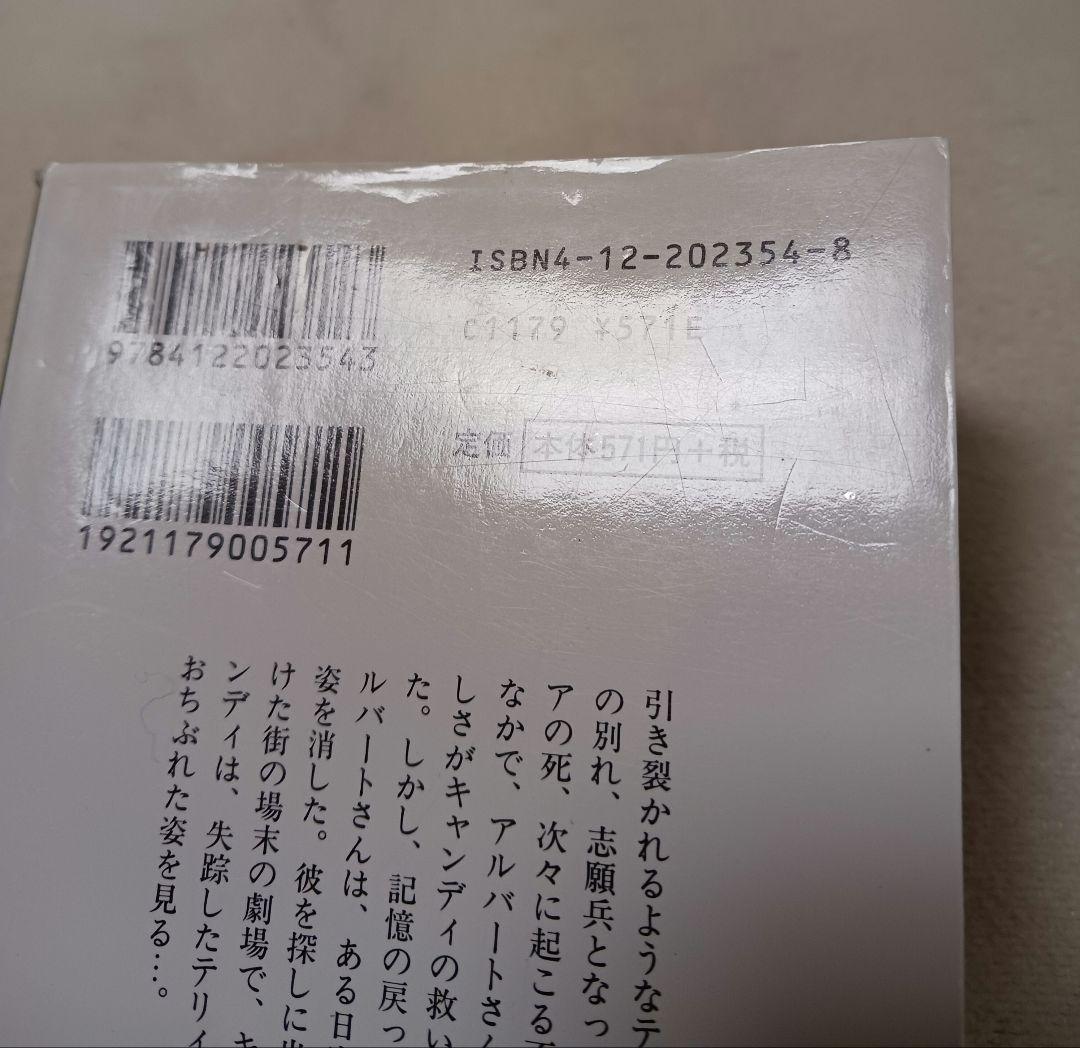 ISBN4-12-202354-8
C1179 ¥571E
9784122023543
定価 本体571円+税
1921179005711
引き裂かれるようなテ
の別れ、志願兵となっ
アの死、次々に起こる不
なかで、アルバートさん
しさがキャンディの救い
た。しかし、記憶の戻っ
ルバートさんは、ある日
姿を消した。彼を探しに出
けた街の場末の劇場で、キ
ンディは、失踪したテリィ
おちぶれた姿を見る…。